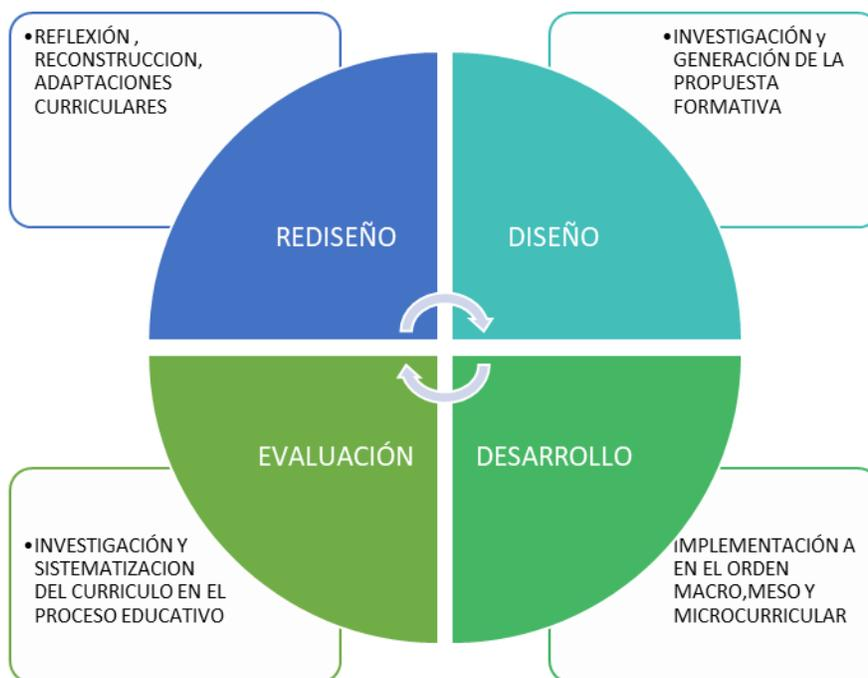 •REFLEXIÓN ,
RECONSTRUCCION,
ADAPTACIONES
CURRICULARES
•INVESTIGACIÓN y
GENERACIÓN DE LA
PROPUESTA
FORMATIVA
REDISEÑO
DISEÑO
EVALUACIÓN
DESARROLLO
•INVESTIGACIÓN Y
SISTEMATIZACION
DEL CURRICULO EN EL
PROCESO EDUCATIVO
IMPLEMENTACIÓN A
EN EL ORDEN
MACRO,MESO Y
MICROCURRICULAR